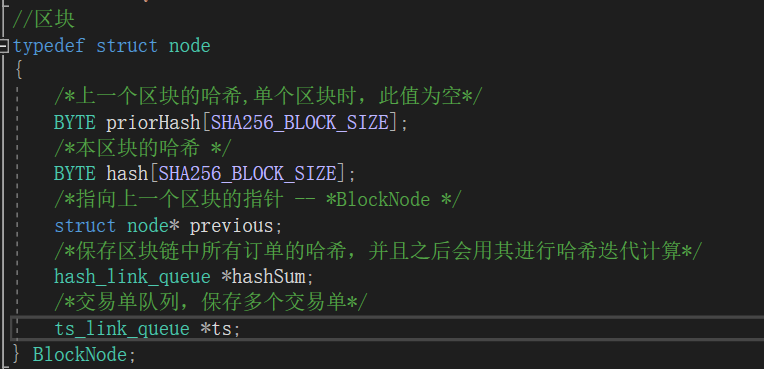 //区块
typedef struct node
{
/*上一个区块的哈希,单个区块时，此值为空*/
BYTE priorHash[SHA256_BLOCK_SIZE];
/*本区块的哈希 */
BYTE hash[SHA256_BLOCK_SIZE];
/*指向上一个区块的指针 -- *BlockNode */
struct node* previous;
/*保存区块链中所有订单的哈希，并且之后会用其进行哈希迭代计算*/
hash_link_queue *hashSum;
/*交易单队列，保存多个交易单*/
ts_link_queue *ts;
} BlockNode;